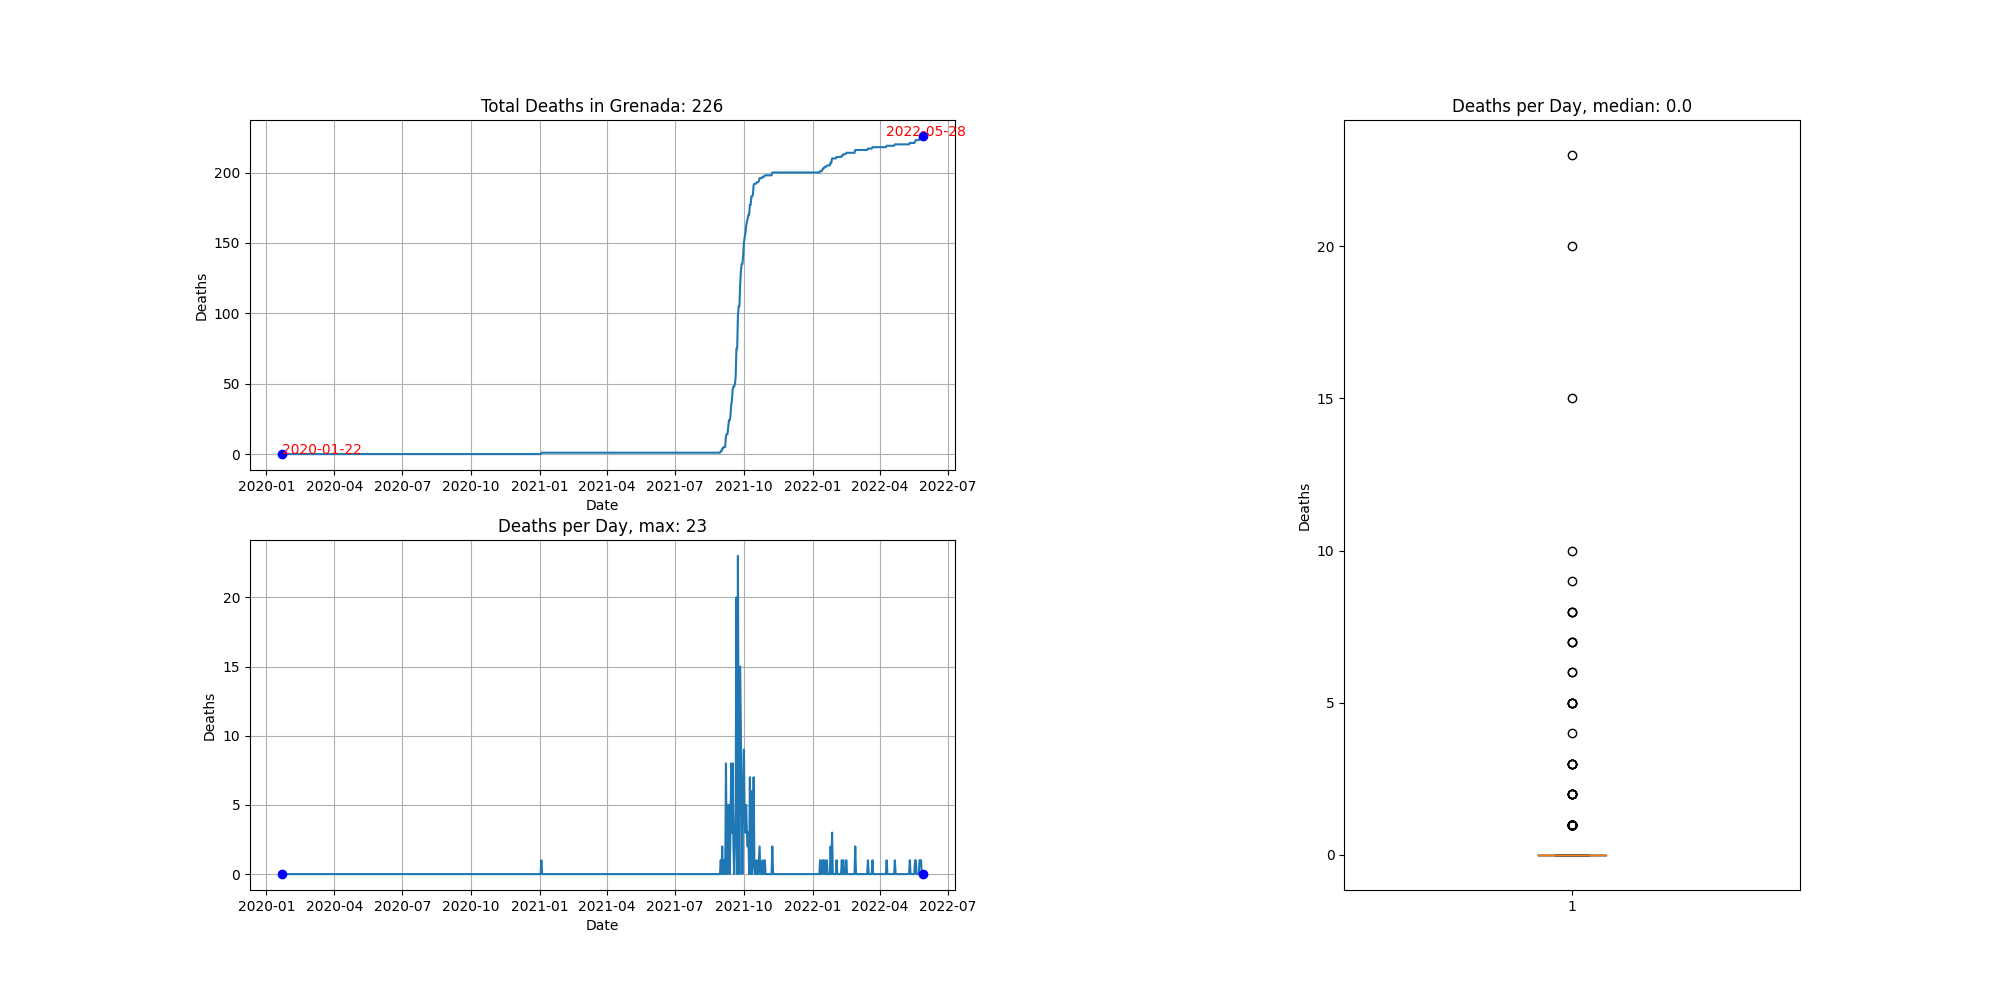 Total Deaths in Grenada: 226
2022-05-28
200
150
100
50
0
Deaths
2020-01-22
2020-01 2020-04 2020-07 2020-10 2021-01 2021-04 2021-07 2021-10 2022-01 2022-04 2022-07
Date
Deaths per Day, max: 23
20
15
10
5
0
Deaths
2020-01 2020-04 2020-07 2020-10 2021-01 2021-04 2021-07 2021-10 2022-01 2022-04 2022-07
Date
Deaths per Day, median: 0.0
20
15
10
5
0
Deaths
1